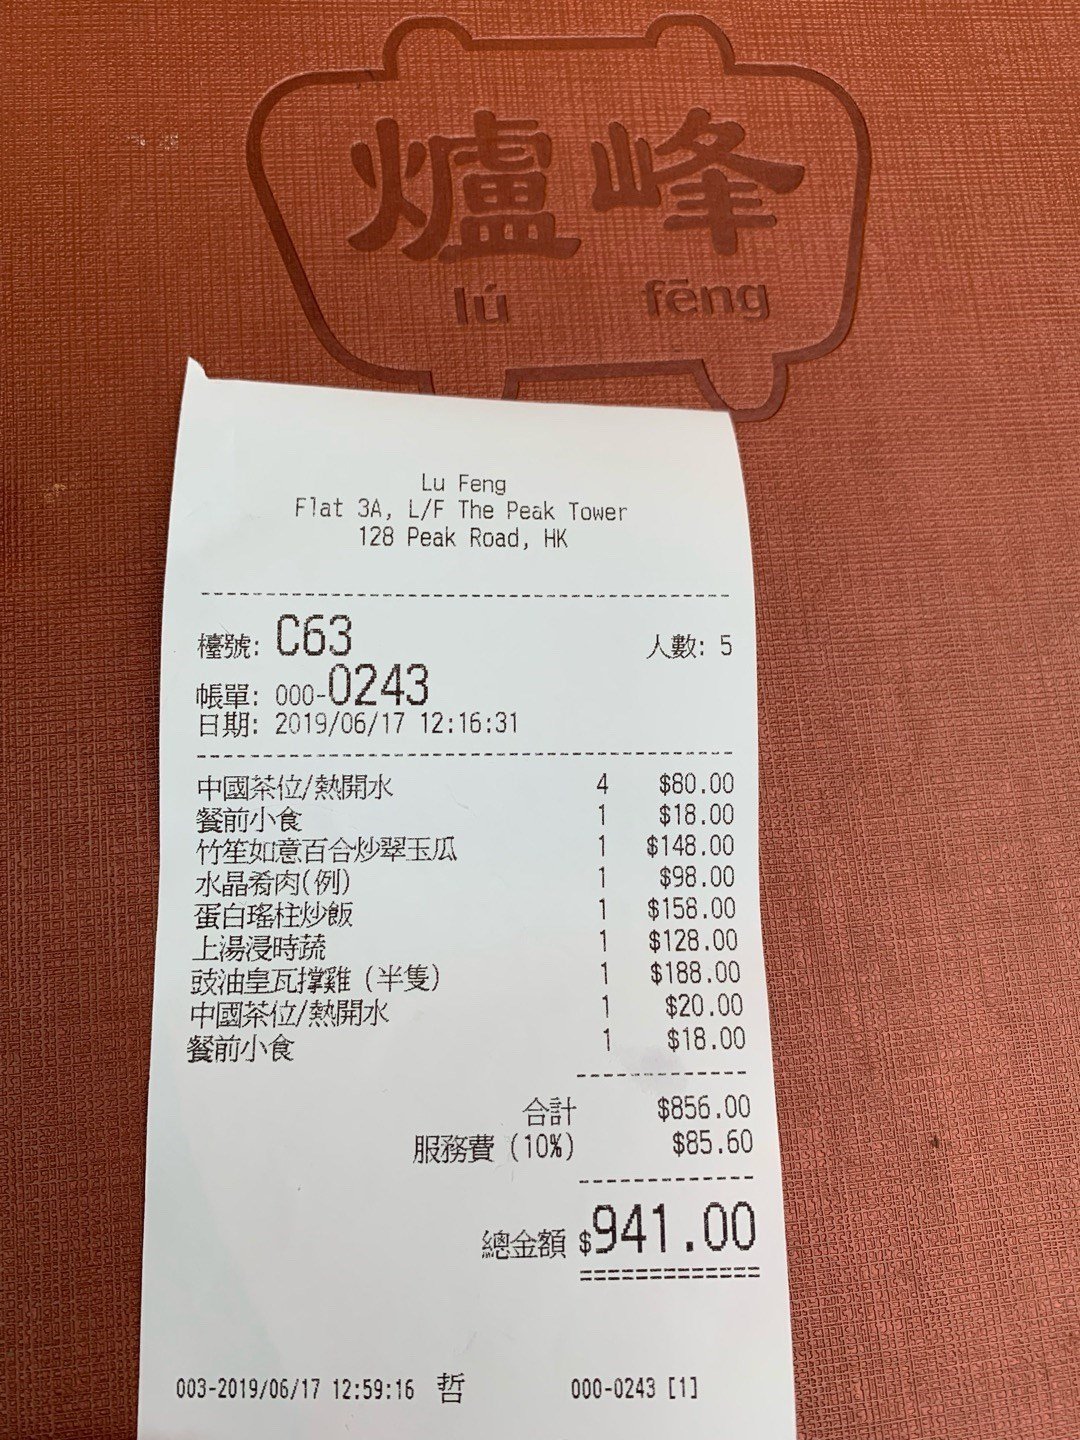 爐峰
lú fēng
Lu Feng
Flat 3A, L/F The Peak Tower
128 Peak Road, HK
檯號: C63 人數: 5
帳單: 000-0243
日期: 2019/06/17 12:16:31
中國茶位/熱開水 4 $80.00
餐前小食 1 $18.00
竹笙如意百合炒翠玉瓜 1 $148.00
水晶肴肉(例) 1 $98.00
蛋白瑤柱炒飯 1 $158.00
上湯浸時蔬 1 $128.00
豉油皇瓦撑雞 (半隻) 1 $188.00
中國茶位/熱開水 1 $20.00
餐前小食 1 $18.00
合計 $856.00
服務費 (10%) $85.60
總金額 $941.00
003-2019/06/17 12:59:16 哲 000-0243 [1]